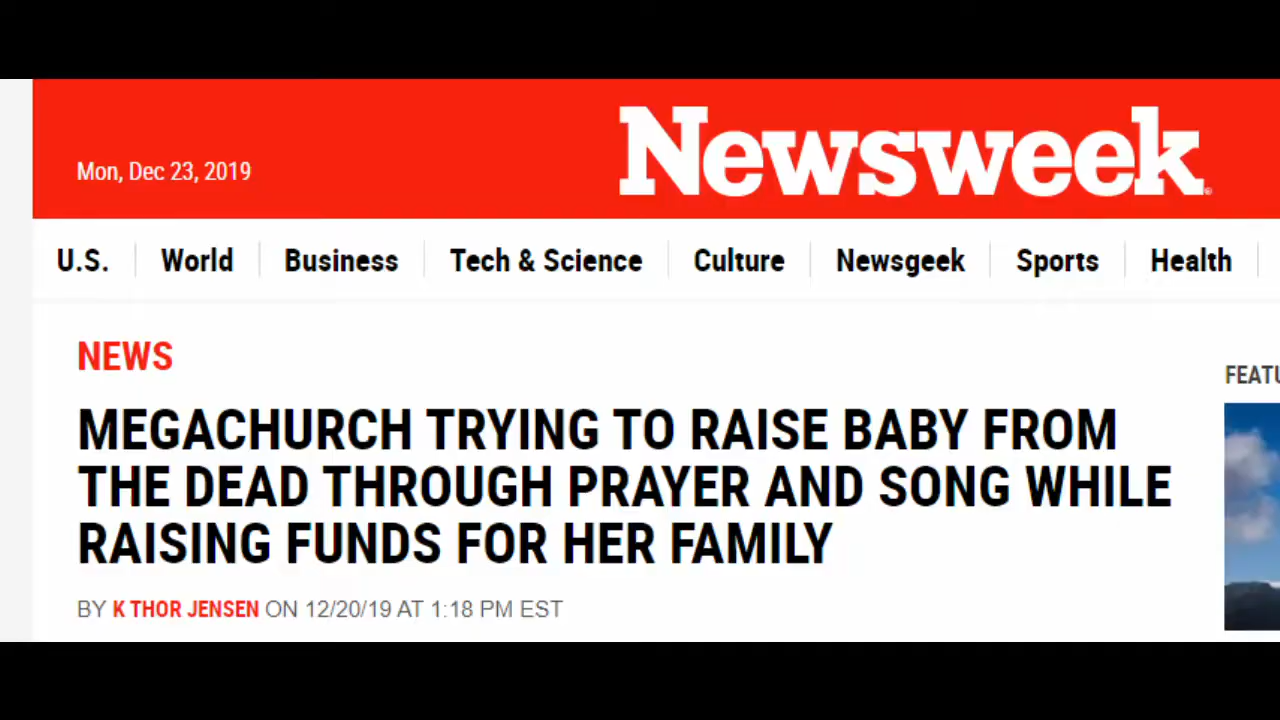 Mon, Dec 23, 2019
Newsweek
U.S. World Business Tech & Science Culture Newsgeek Sports Health
NEWS
MEGACHURCH TRYING TO RAISE BABY FROM
THE DEAD THROUGH PRAYER AND SONG WHILE
RAISING FUNDS FOR HER FAMILY
BY K THOR JENSEN ON 12/20/19 AT 1:18 PM EST
FEATU